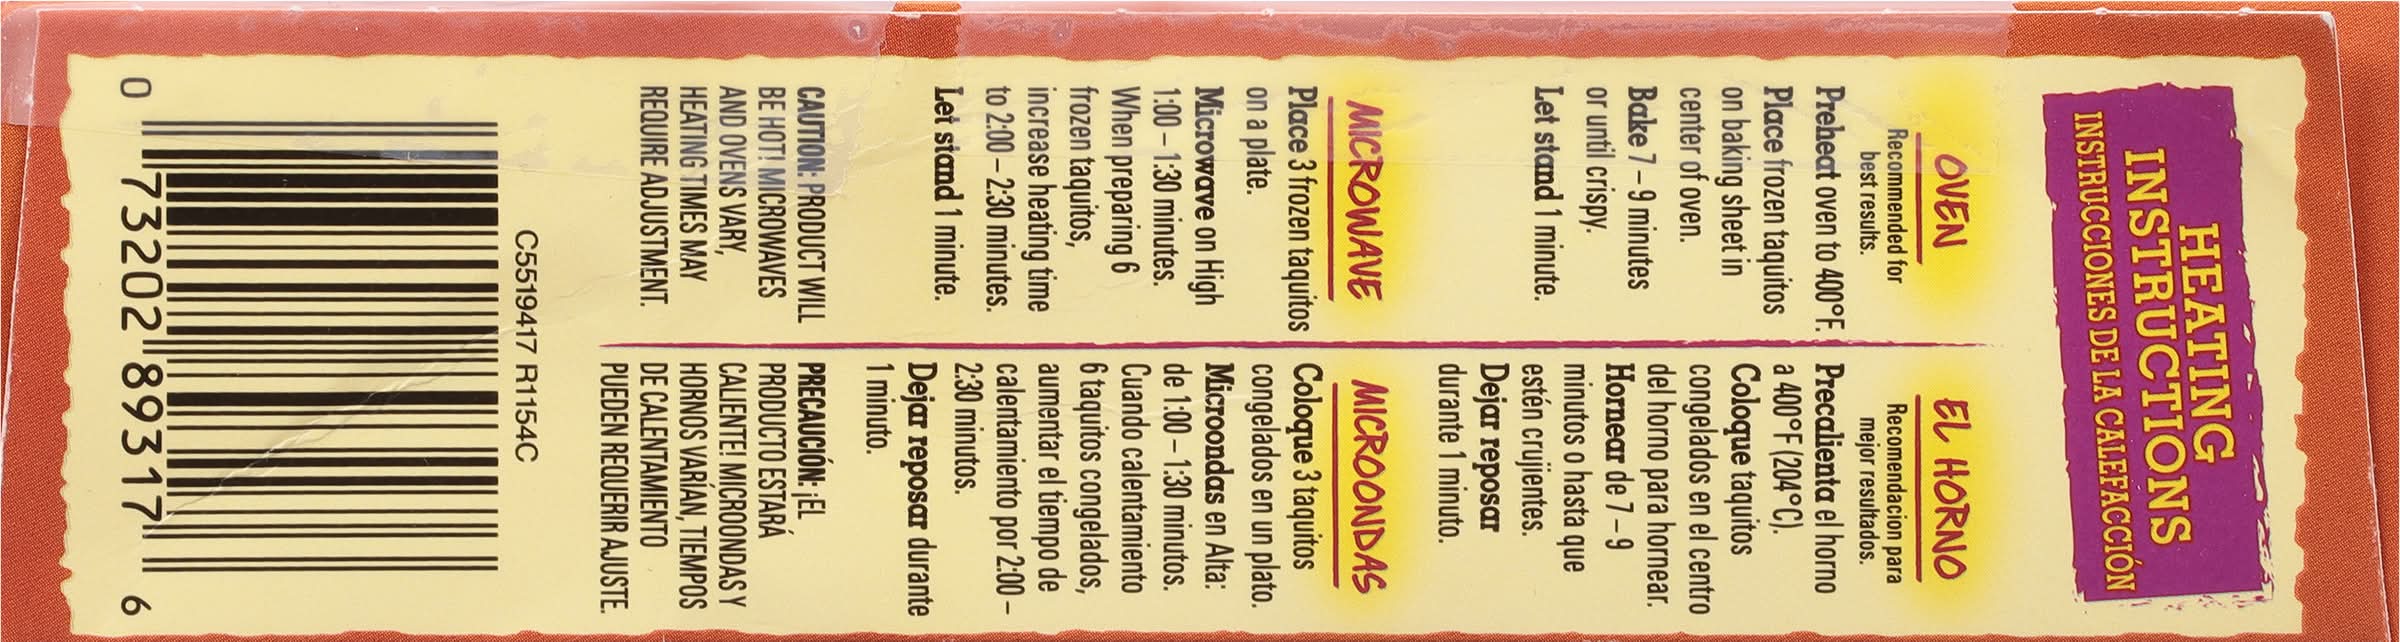 HEATING
INSTRUCTIONS
INSTRUCCIONES DE LA CALEFACCIÓN
OVEN
Recommended for
best results.
Preheat oven to 400°F.
Place frozen taquitos
on baking sheet in
center of oven.
Bake 7 – 9 minutes
or until crispy.
Let stand 1 minute.
MICROWAVE
Place 3 frozen taquitos
on a plate.
Microwave on High
1:00 – 1:30 minutes.
When preparing 6
frozen taquitos,
increase heating time
to 2:00 – 2:30 minutes.
Let stand 1 minute.
CAUTION: PRODUCT WILL
BE HOT! MICROWAVES
AND OVENS VARY,
HEATING TIMES MAY
REQUIRE ADJUSTMENT.
EL HORNO
Recomendacion para
mejor resultados.
Precalienta el horno
a 400°F (204°C).
Coloque taquitos
congelados en el centro
del horno para hornear.
Hornear de 7 – 9
minutos o hasta que
estén crujientes.
Dejar reposar
durante 1 minuto.
MICROONDAS
Coloque 3 taquitos
congelados en un plato.
Microondas en Alta:
de 1:00 – 1:30 minutos.
Cuando calentamiento
6 taquitos congelados,
aumentar el tiempo de
calentamiento por 2:00 –
2:30 minutos.
Dejar reposar durante
1 minuto.
PRECAUCIÓN: ¡EL
PRODUCTO ESTARÁ
CALIENTE! MICROONDAS Y
HORNOS VARÍAN, TIEMPOS
DE CALENTAMIENTO
PUEDEN REQUERIR AJUSTE.
C5519417 R1154C
0 73202 89317 6